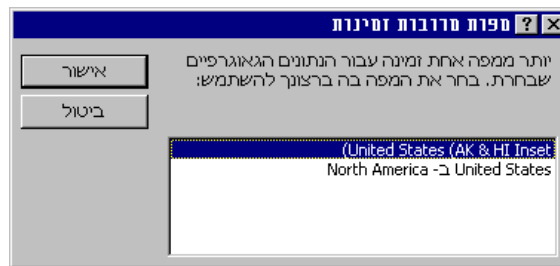 מפות מרובות זמינות
יותר ממפה אחת זמינה עבור הנתונים הגאוגרפיים
שבחרת. בחר את המפה בה ברצונך להשתמש:
אישור
ביטול
(United States (AK & HI Inset
United States ב- North America